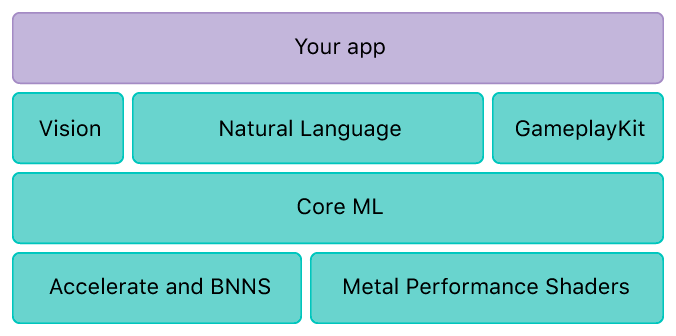 Your app
Vision
Natural Language
GameplayKit
Core ML
Accelerate and BNNS
Metal Performance Shaders